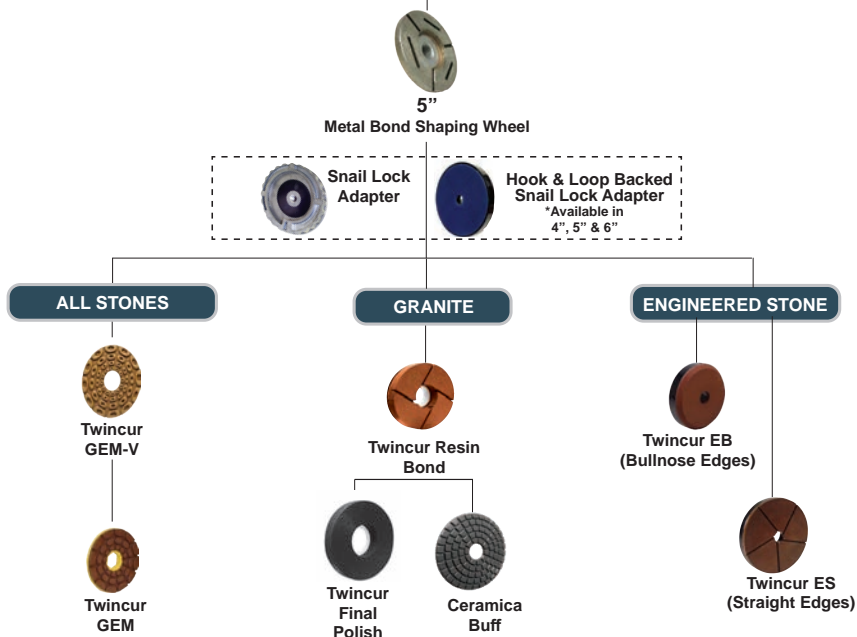 5”
Metal Bond Shaping Wheel
Snail Lock
Adapter
Hook & Loop Backed
Snail Lock Adapter
*Available in
4”, 5” & 6”
ALL STONES
GRANITE
ENGINEERED STONE
Twincur
GEM-V
Twincur Resin
Bond
Twincur EB
(Bullnose Edges)
Twincur
GEM
Twincur
Final
Polish
Ceramica
Buff
Twincur ES
(Straight Edges)